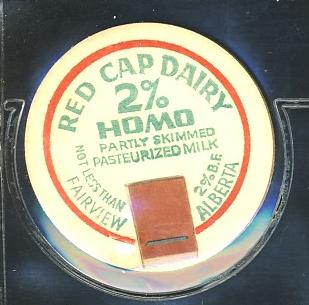 RED CAP DAIRY
2%
HOMO
PARTLY SKIMMED
PASTEURIZED MILK
NOT LESS THAN
2% B.F.
FAIRVIEW
ALBERTA